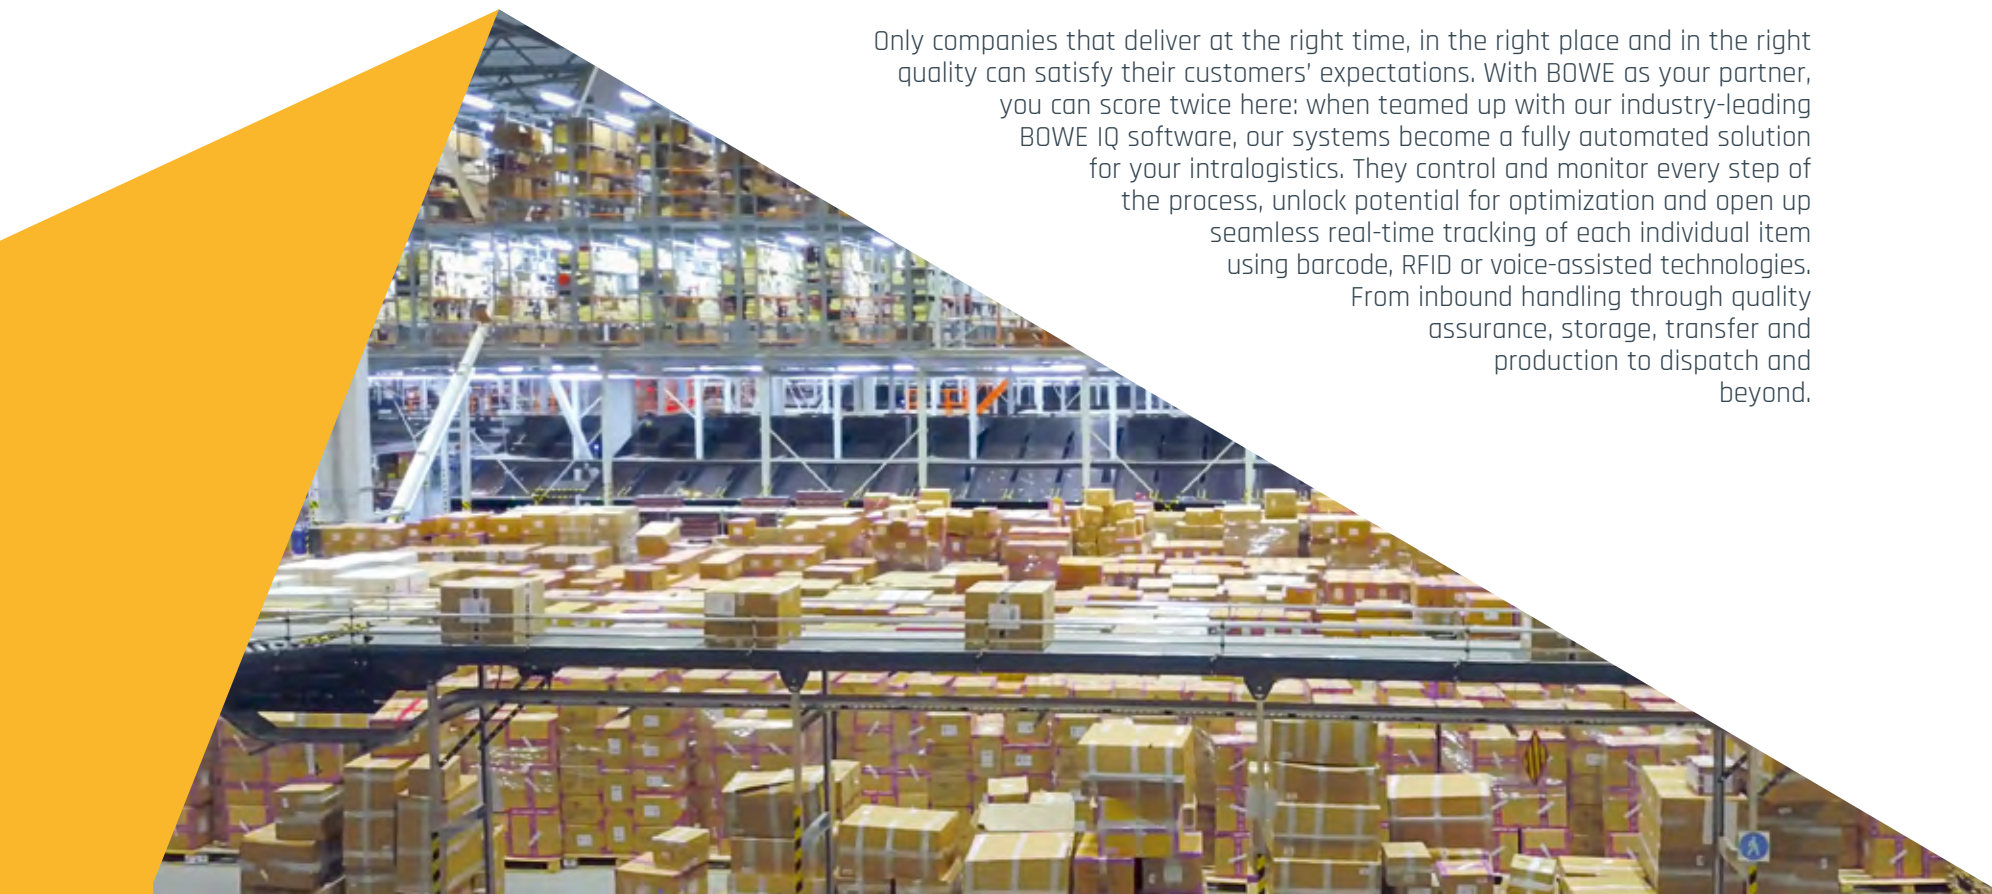 Only companies that deliver at the right time, in the right place and in the right
quality can satisfy their customers’ expectations. With BOWE as your partner,
you can score twice here: when teamed up with our industry-leading
BOWE IQ software, our systems become a fully automated solution
for your intralogistics. They control and monitor every step of
the process, unlock potential for optimization and open up
seamless real-time tracking of each individual item
using barcode, RFID or voice-assisted technologies.
From inbound handling through quality
assurance, storage, transfer and
production to dispatch and
beyond.